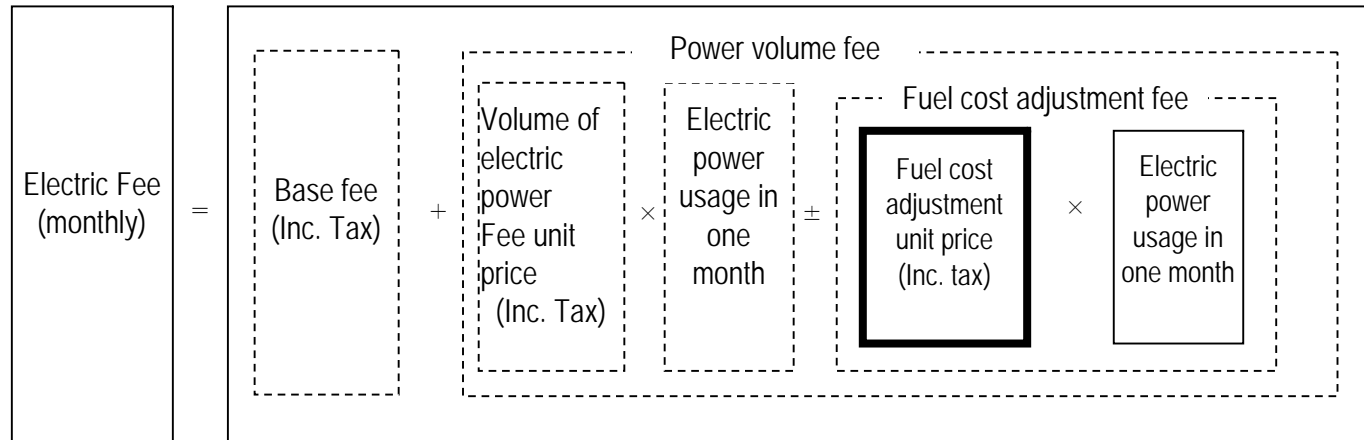 Power volume fee
Fuel cost adjustment fee
Electric Fee
(monthly)
=
Base fee
(Inc. Tax)
+
Volume of
electric
power
Fee unit
price
(Inc. Tax)
×
Electric
power
usage in
one
month
±
Fuel cost
adjustment
unit price
(Inc. tax)
×
Electric
power
usage in
one month